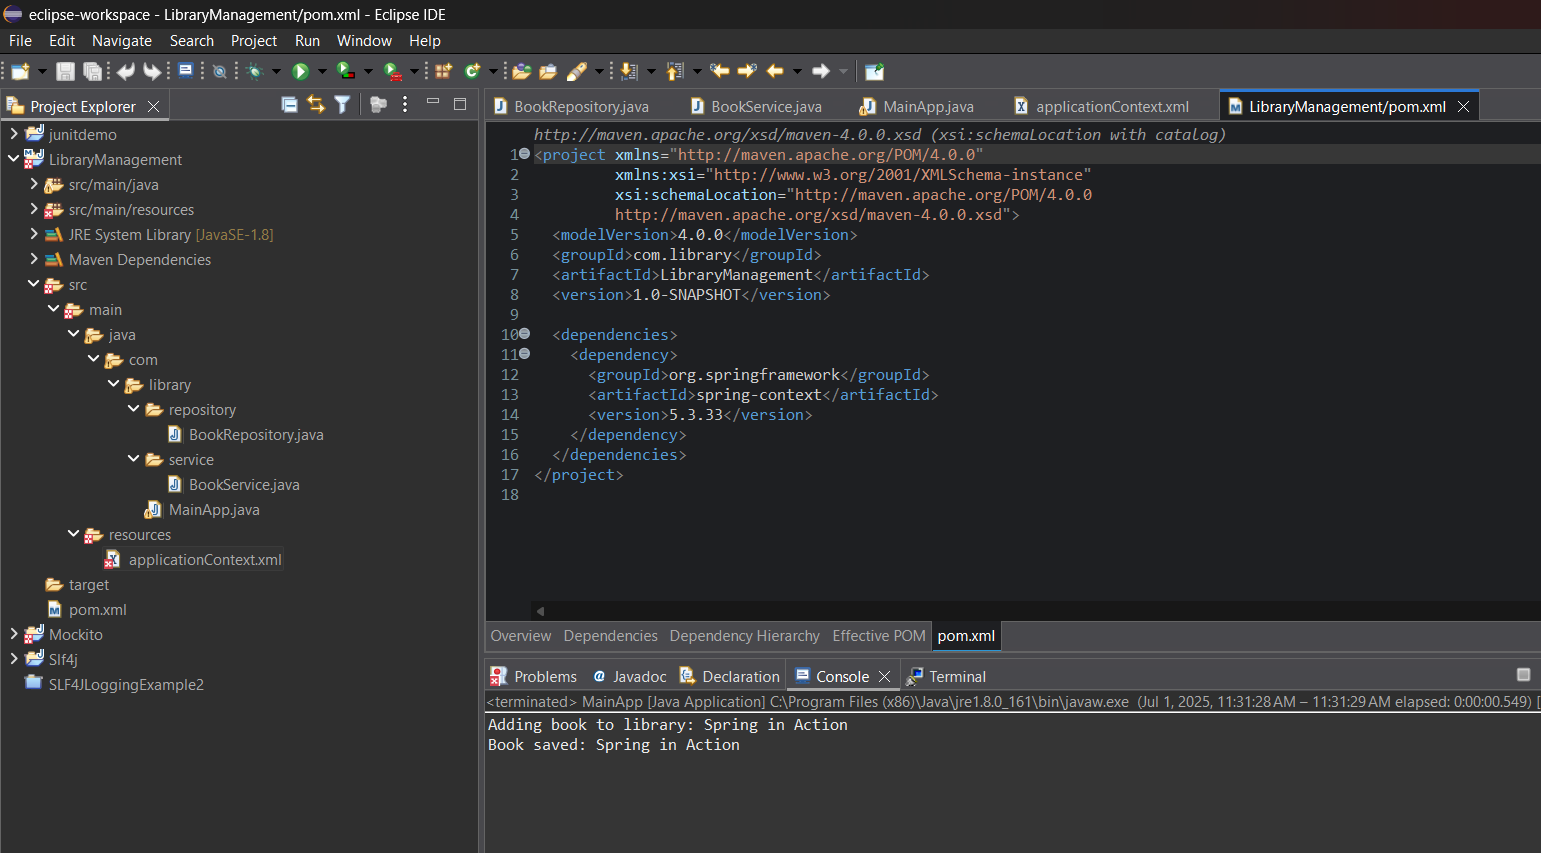 eclipse-workspace - LibraryManagement/pom.xml - Eclipse IDE
File Edit Navigate Search Project Run Window Help
Project Explorer
junitdemo
LibraryManagement
src/main/java
src/main/resources
JRE System Library [JavaSE-1.8]
Maven Dependencies
src
main
java
com
library
repository
BookRepository.java
service
BookService.java
MainApp.java
resources
applicationContext.xml
target
pom.xml
Mockito
Slf4j
SLF4JLoggingExample2
BookRepository.java BookService.java MainApp.java applicationContext.xml LibraryManagement/pom.xml
http://maven.apache.org/xsd/maven-4.0.0.xsd (xsi:schemaLocation with catalog)
1 <project xmlns="http://maven.apache.org/POM/4.0.0"
2 xmlns:xsi="http://www.w3.org/2001/XMLSchema-instance"
3 xsi:schemaLocation="http://maven.apache.org/POM/4.0.0
4 http://maven.apache.org/xsd/maven-4.0.0.xsd">
5 <modelVersion>4.0.0</modelVersion>
6 <groupId>com.library</groupId>
7 <artifactId>LibraryManagement</artifactId>
8 <version>1.0-SNAPSHOT</version>
9
10 <dependencies>
11 <dependency>
12 <groupId>org.springframework</groupId>
13 <artifactId>spring-context</artifactId>
14 <version>5.3.33</version>
15 </dependency>
16 </dependencies>
17 </project>
18
Overview Dependencies Dependency Hierarchy Effective POM pom.xml
Problems Javadoc Declaration Console Terminal
<terminated> MainApp [Java Application] C:\Program Files (x86)\Java\jre1.8.0_161\bin\javaw.exe (Jul 1, 2025, 11:31:28 AM – 11:31:29 AM elapsed: 0:00:00.549) [
Adding book to library: Spring in Action
Book saved: Spring in Action